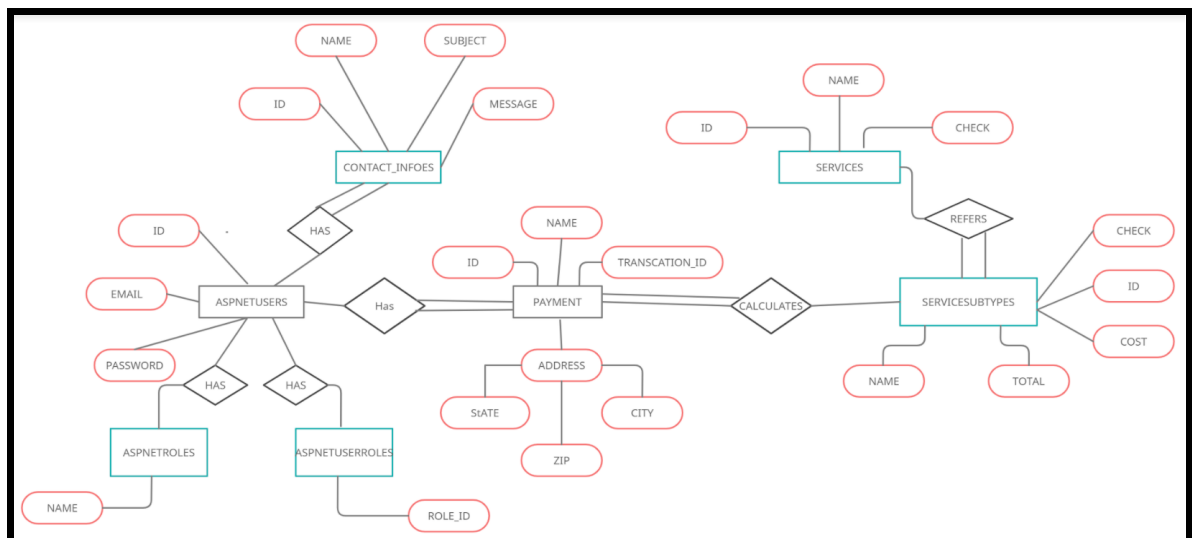 NAME
SUBJECT
ID
MESSAGE
CONTACT_INFOES
NAME
ID
CHECK
SERVICES
HAS
REFERS
ID
NAME
CHECK
ID
TRANSCATION_ID
EMAIL
ASPNETUSERS
Has
PAYMENT
CALCULATES
SERVICESUBTYPES
ID
COST
PASSWORD
HAS
HAS
ADDRESS
NAME
TOTAL
StATE
CITY
ASPNETROLES
ASPNETUSERROLES
ZIP
NAME
ROLE_ID